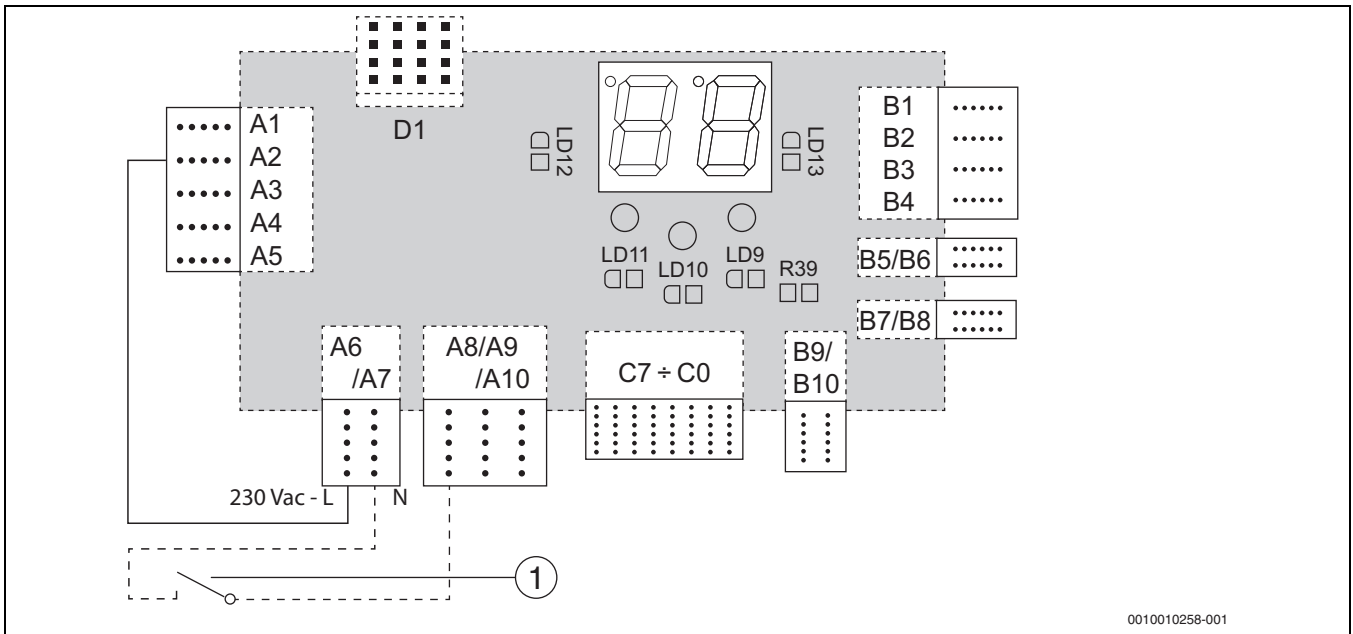 D1
A1
A2
A3
A4
A5
LD12
LD13
B1
B2
B3
B4
LD11
LD10
LD9
R39
B5/B6
B7/B8
A6
/A7
A8/A9
/A10
C7 ÷ C0
B9/
B10
230 Vac - L
N
1
0010010258-001